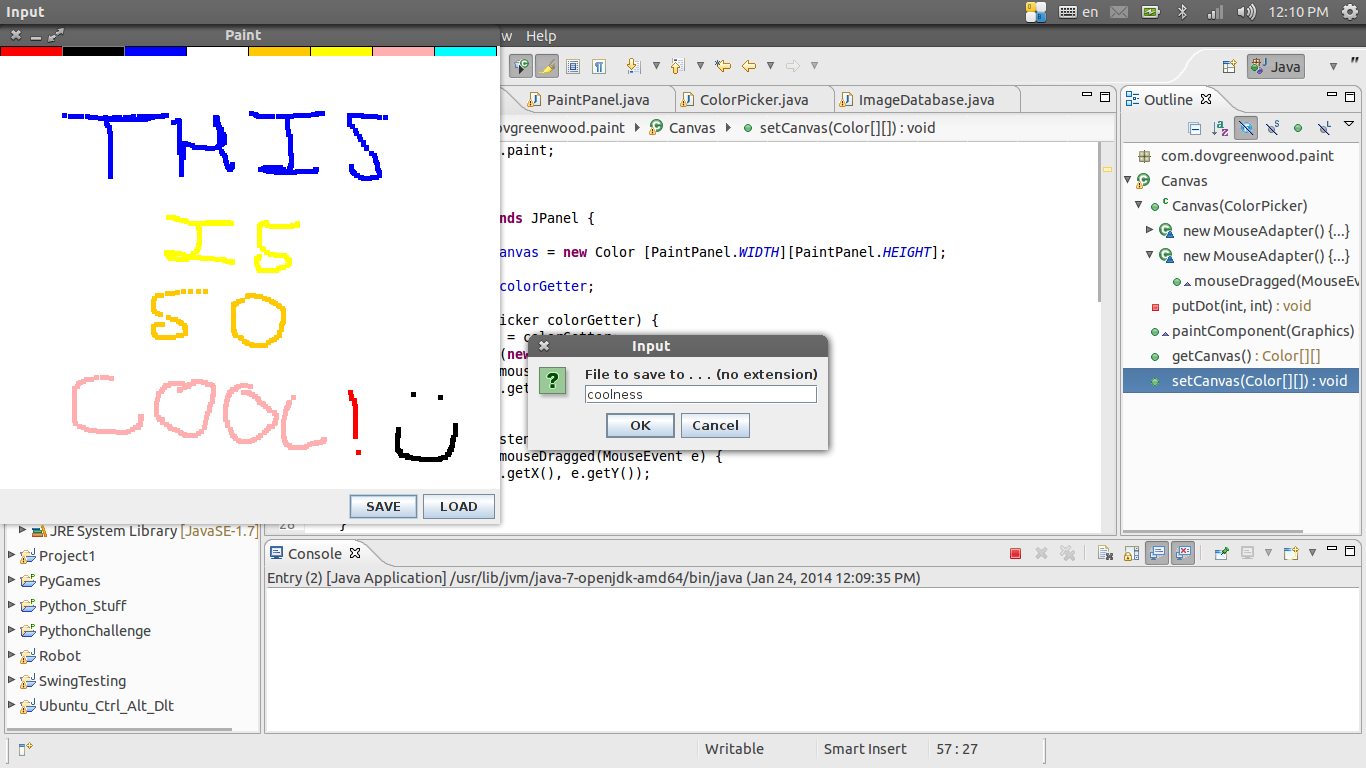 Input
en
12:10 PM
Paint
w Help
Java
"
PaintPanel.java
ColorPicker.java
ImageDatabase.java
Outline
ovgreenwood.paint
Canvas
setCanvas(Color[][]) : void
THIS
IS
SO
COOL!
SAVE
LOAD
.paint;
nds JPanel {
anvas = new Color [PaintPanel.WIDTH][PaintPanel.HEIGHT];
colorGetter;
icker colorGetter) {
= colorGetter
(new
mous
.get
sten
mouseDragged(MouseEvent e) {
.getX(), e.getY());
28
}
Input
File to save to . . . (no extension)
coolness
OK
Cancel
com.dovgreenwood.paint
Canvas
Canvas(ColorPicker)
new MouseAdapter() {...}
new MouseAdapter() {...}
mouseDragged(MouseEv
putDot(int, int) : void
paintComponent(Graphics)
getCanvas() : Color[][]
setCanvas(Color[][]) : void
JRE System Library [JavaSE-1.7]
Project1
PyGames
Python_Stuff
PythonChallenge
Robot
SwingTesting
Ubuntu_Ctrl_Alt_Dlt
Console
Entry (2) [Java Application] /usr/lib/jvm/java-7-openjdk-amd64/bin/java (Jan 24, 2014 12:09:35 PM)
Writable
Smart Insert
57 : 27